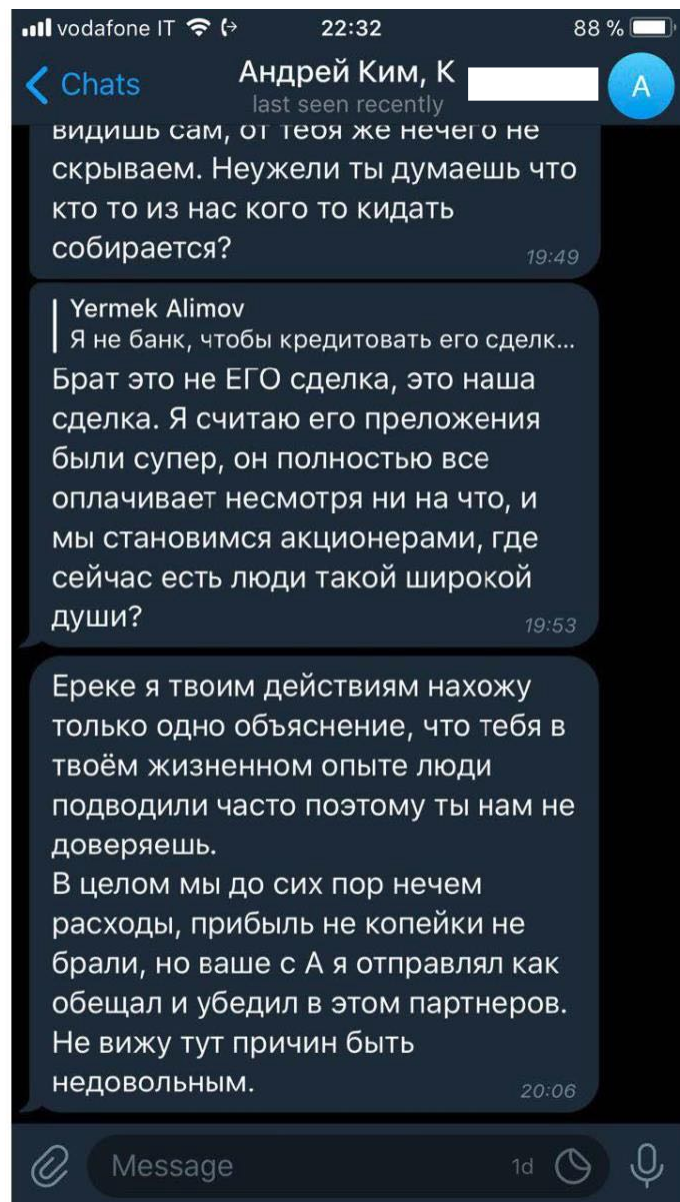 vodafone IT 22:32 88 %
Chats
Андрей Ким, К
last seen recently
A
видишь сам, от тебя же нечего не
скрываем. Неужели ты думаешь что
кто то из нас кого то кидать
собирается?
19:49
Yermek Alimov
Я не банк, чтобы кредитовать его сделк...
Брат это не ЕГО сделка, это наша
сделка. Я считаю его преложения
были супер, он полностью все
оплачивает несмотря ни на что, и
мы становимся акционерами, где
сейчас есть люди такой широкой
души?
19:53
Ереке я твоим действиям нахожу
только одно объяснение, что тебя в
твоём жизненном опыте люди
подводили часто поэтому ты нам не
доверяешь.
В целом мы до сих пор нечем
расходы, прибыль не копейки не
брали, но ваше с А я отправлял как
обещал и убедил в этом партнеров.
Не вижу тут причин быть
недовольным.
20:06
Message
1d